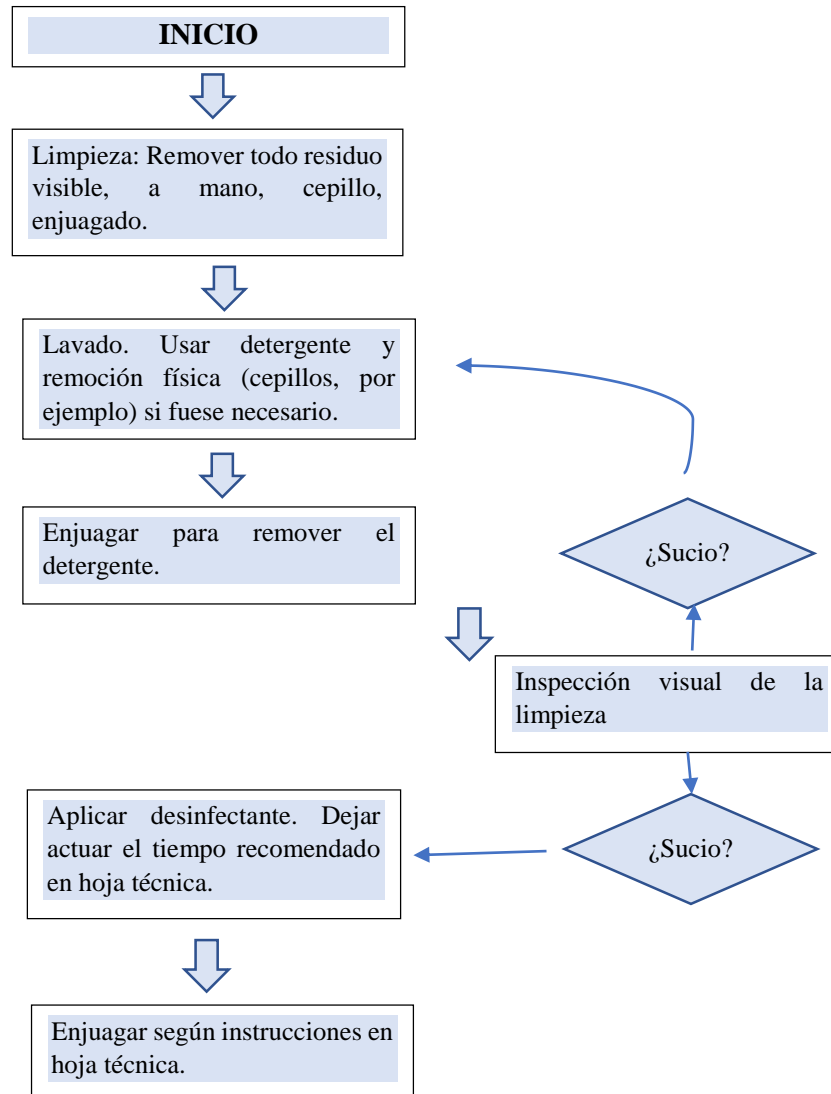 INICIO
Limpieza: Remover todo residuo
visible, a mano, cepillo,
enjuagado.
Lavado. Usar detergente y
remoción física (cepillos, por
ejemplo) si fuese necesario.
Enjuagar para remover el
detergente.
¿Sucio?
Inspección visual de la
limpieza
¿Sucio?
Aplicar desinfectante. Dejar
actuar el tiempo recomendado
en hoja técnica.
Enjuagar según instrucciones en
hoja técnica.